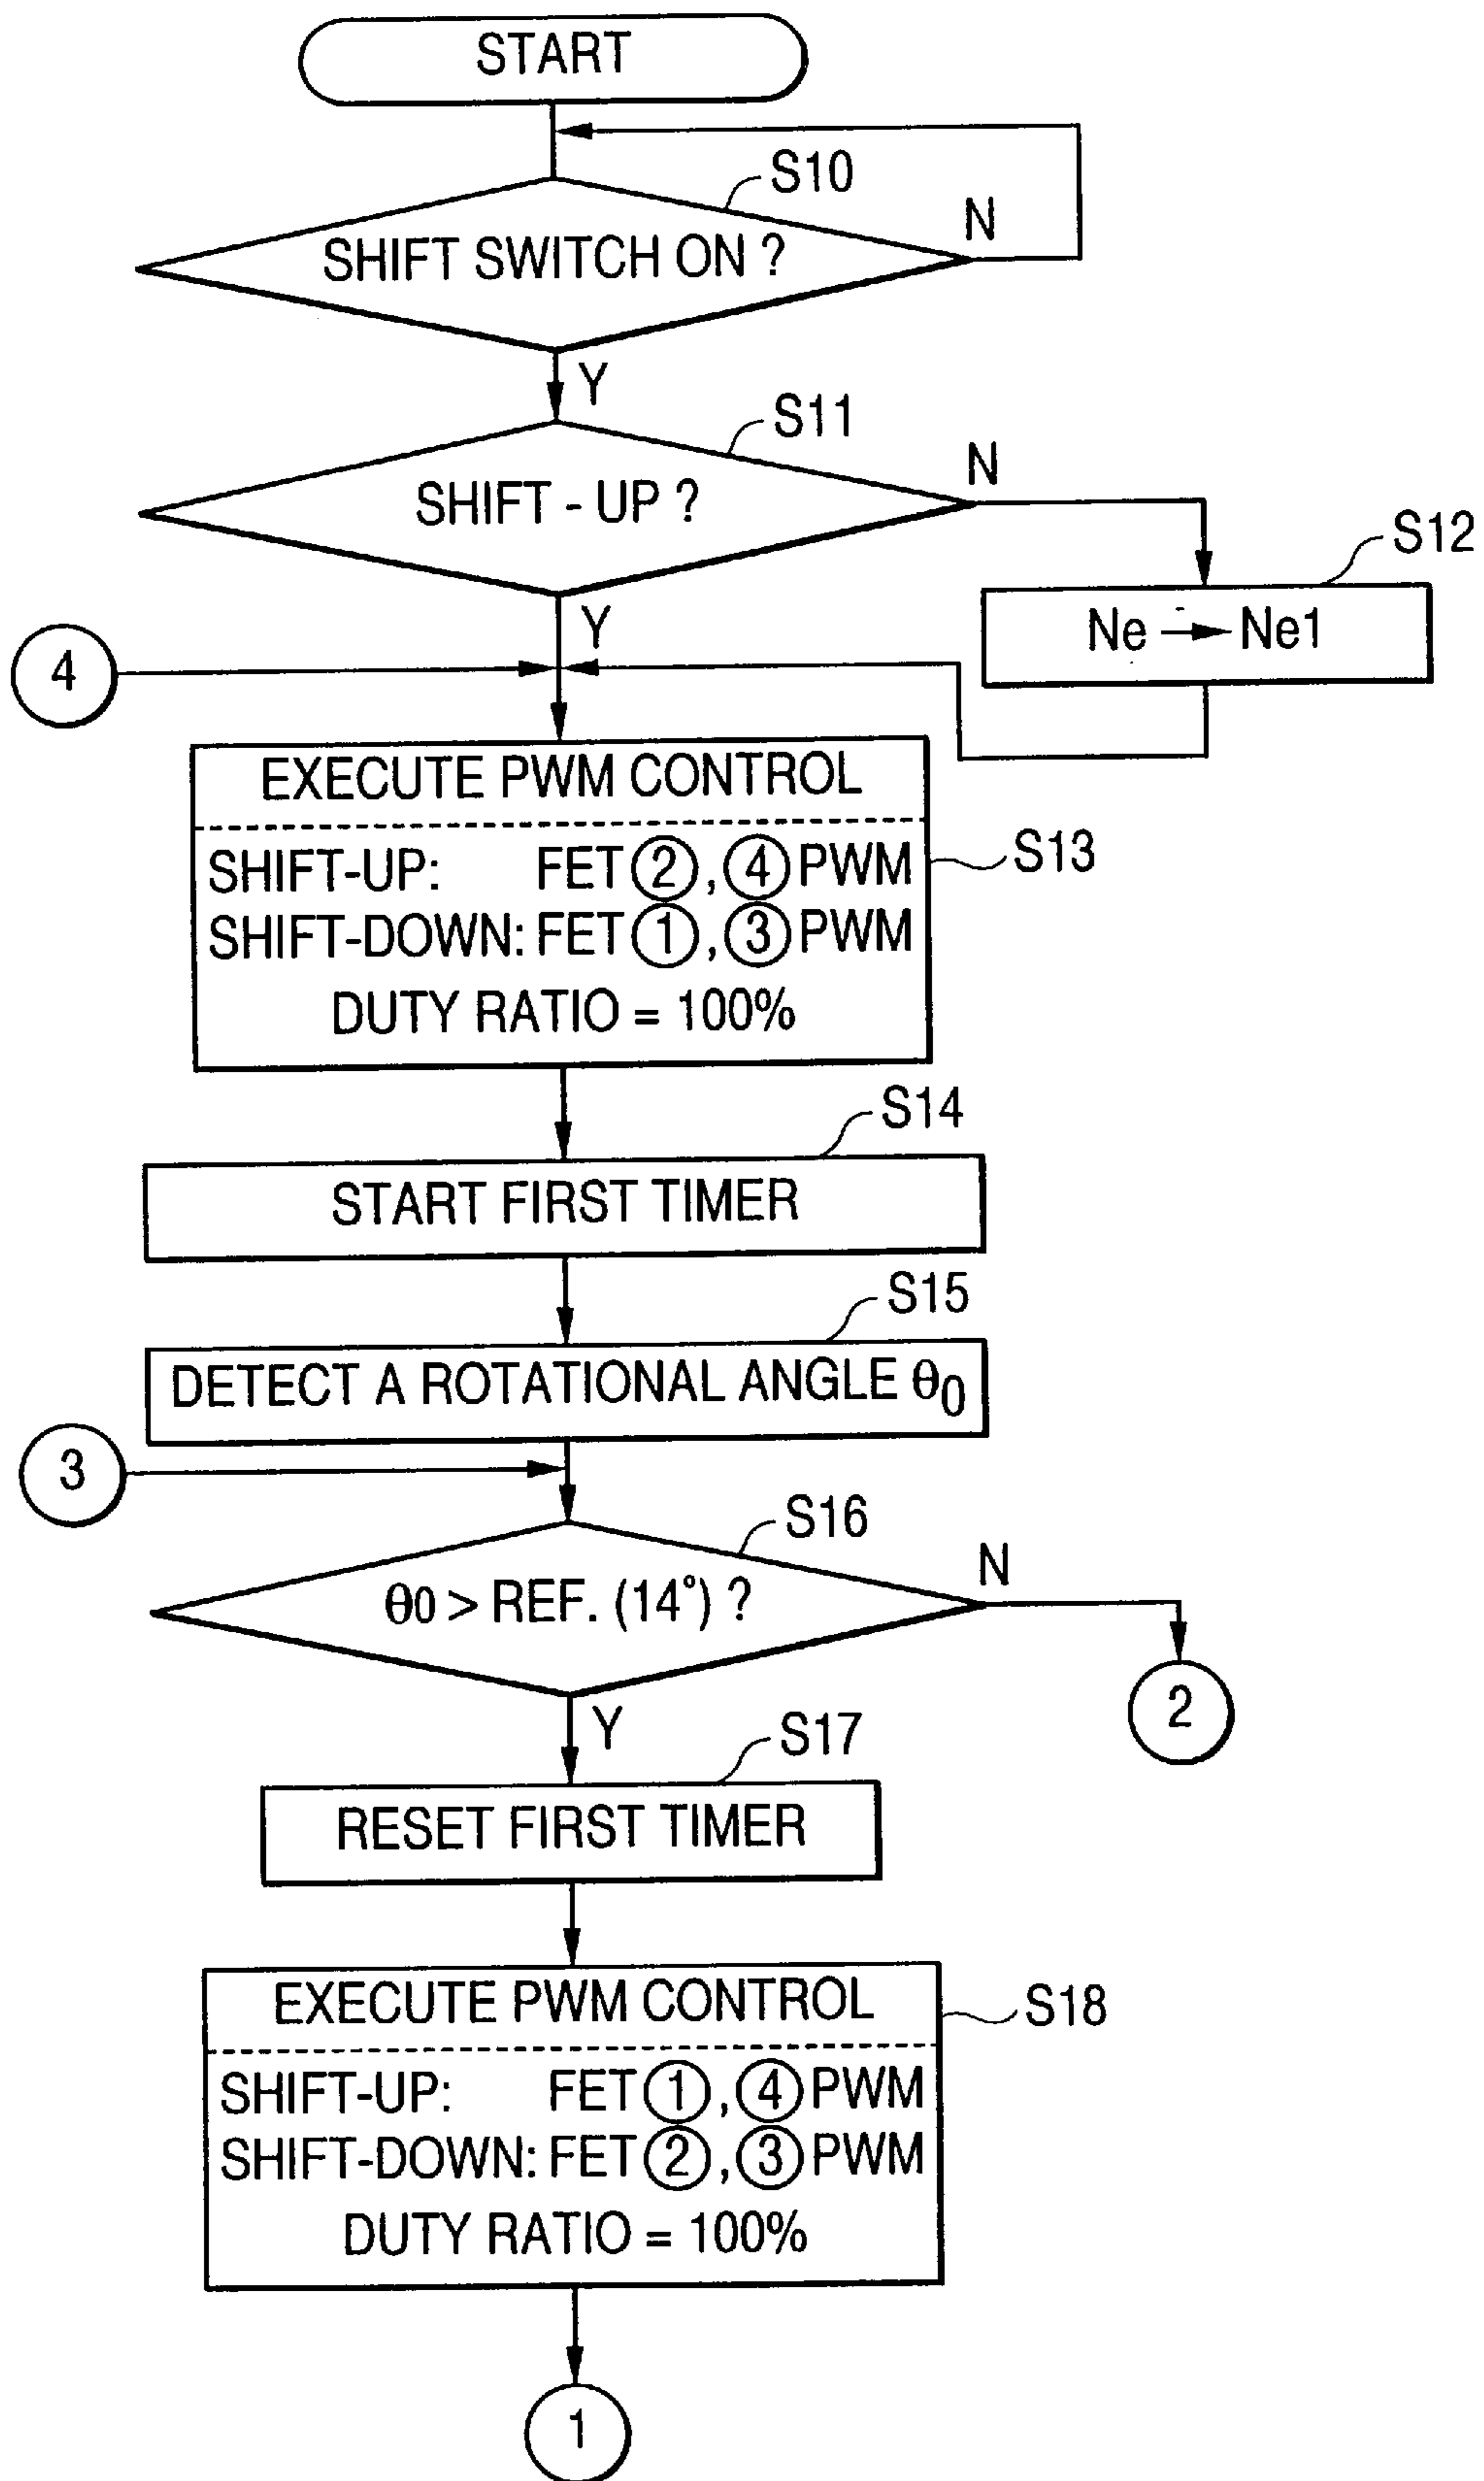 START
S10
SHIFT SWITCH ON ?
N
Y
S11
SHIFT - UP ?
N
S12
Ne → Ne1
Y
4
EXECUTE PWM CONTROL
SHIFT-UP: FET ②, ④ PWM
S13
SHIFT-DOWN: FET ①, ③ PWM
DUTY RATIO = 100%
S14
START FIRST TIMER
S15
DETECT A ROTATIONAL ANGLE θ0
3
S16
θ0 > REF. (14°) ?
N
2
Y
S17
RESET FIRST TIMER
EXECUTE PWM CONTROL
S18
SHIFT-UP: FET ①, ④ PWM
SHIFT-DOWN: FET ②, ③ PWM
DUTY RATIO = 100%
1